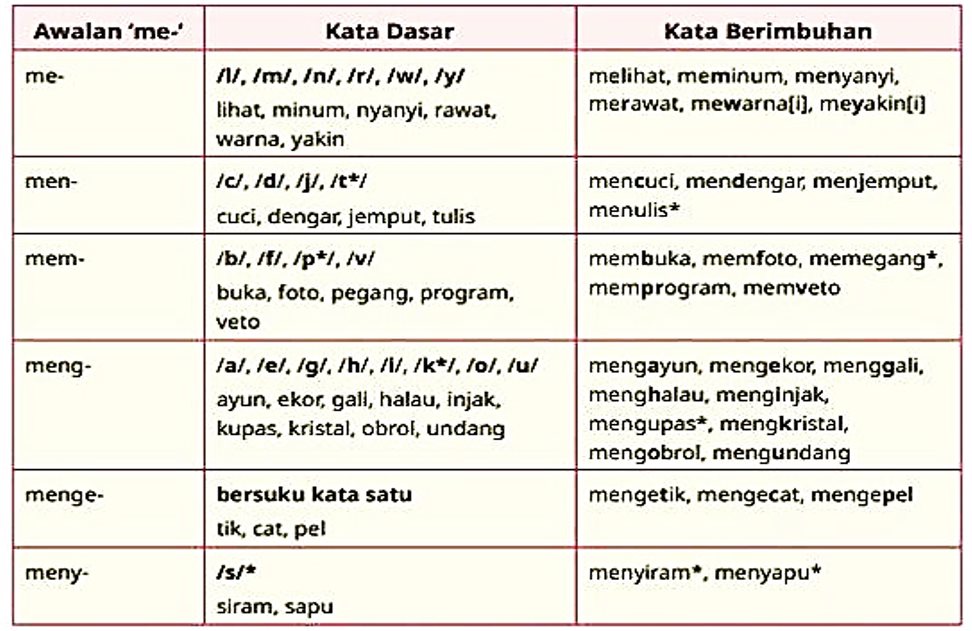 Awalan ‘me-‘ Kata Dasar Kata Berimbuhan
me- /l/, /m/, /n/, /r/, /w/, /y/ melihat, meminum, menyanyi,
lihat, minum, nyanyi, rawat, merawat, mewarna[i], meyakin[i]
warna, yakin
men- /c/, /d/, /j/, /t*/ mencuci, mendengar, menjemput,
cuci, dengar, jemput, tulis menulis*
mem- /b/, /f/, /p*/, /v/ membuka, memfoto, memegang*,
buka, foto, pegang, program, memprogram, memveto
veto
meng- /a/, /e/, /g/, /h/, /i/, /k*/, /o/, /u/ mengayun, mengekor, menggali,
ayun, ekor, gali, halau, injak, menghalau, menginjak,
kupas, kristal, obrol, undang mengupas*, mengkristal,
mengobrol, mengundang
menge- bersuku kata satu mengetik, mengecat, mengepel
tik, cat, pel
meny- /s/* menyiram*, menyapu*
siram, sapu